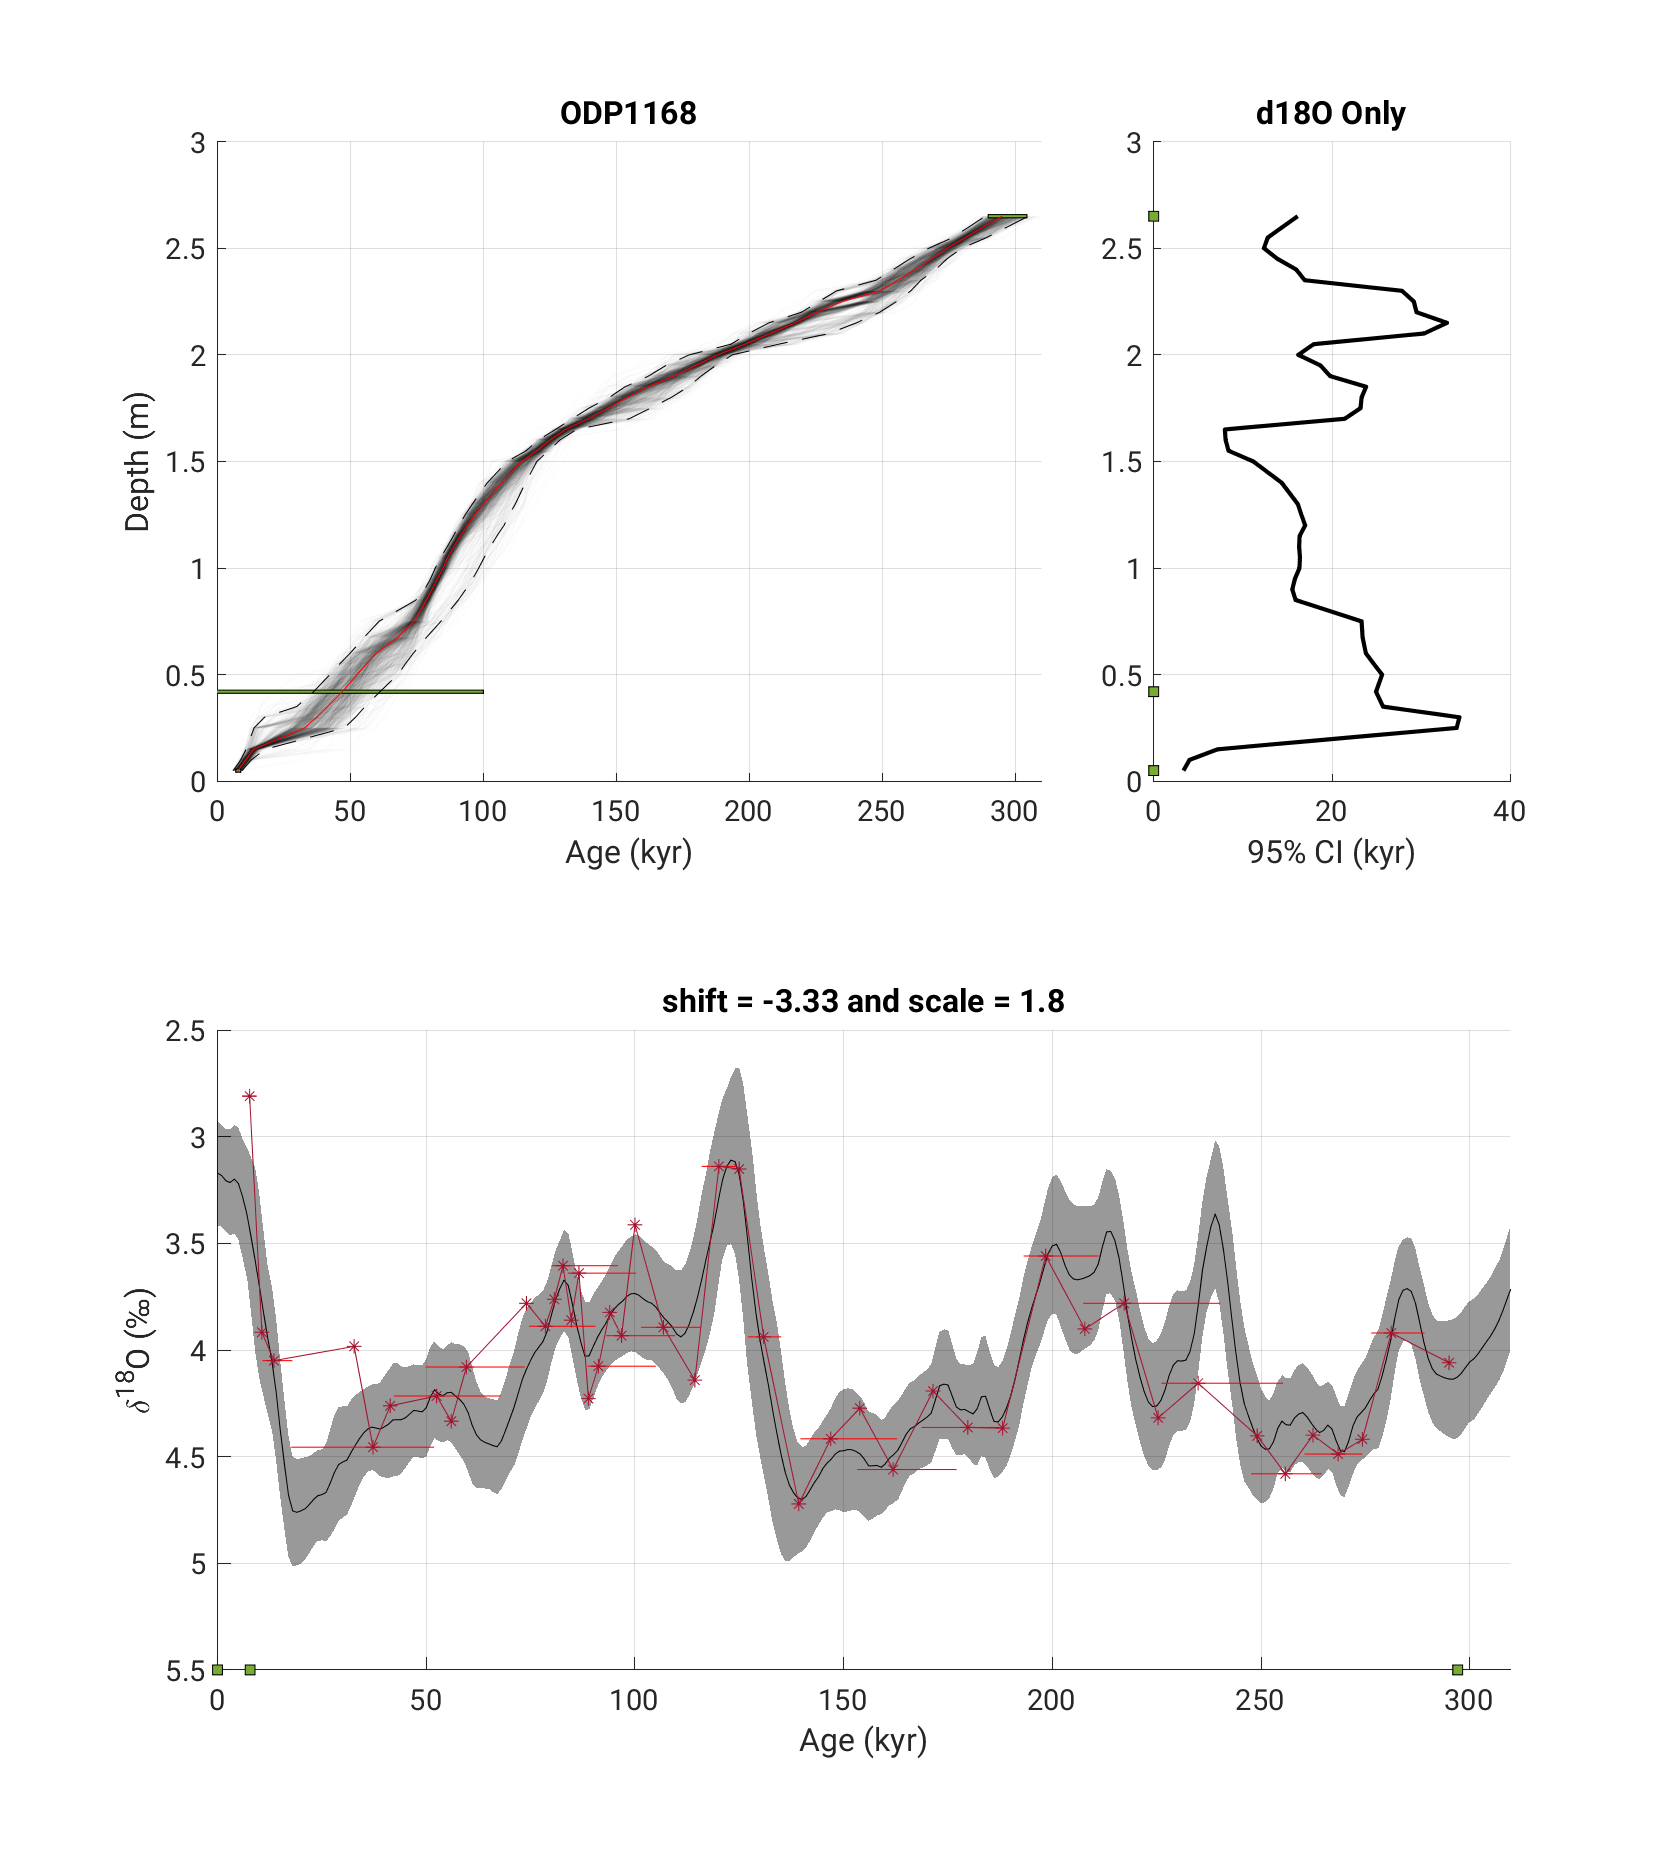 ODP1168
3
2.5
2
1.5
1
0.5
0
Depth (m)
0 50 100 150 200 250 300
Age (kyr)
d18O Only
3
2.5
2
1.5
1
0.5
0
0 20 40
95% CI (kyr)
shift = -3.33 and scale = 1.8
2.5
3
3.5
4
4.5
5
5.5
δ18O (‰)
0 50 100 150 200 250 300
Age (kyr)